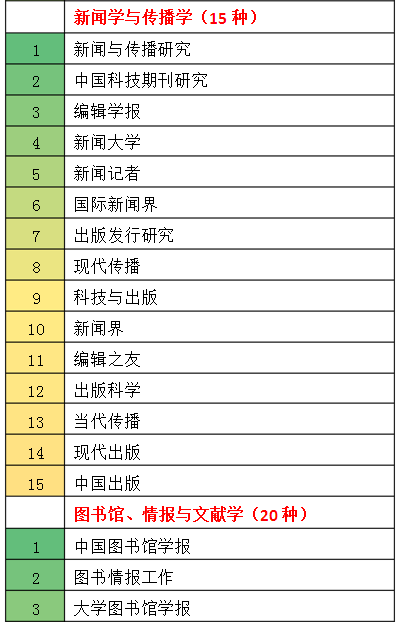 新闻学与传播学（15 种）
1 新闻与传播研究
2 中国科技期刊研究
3 编辑学报
4 新闻大学
5 新闻记者
6 国际新闻界
7 出版发行研究
8 现代传播
9 科技与出版
10 新闻界
11 编辑之友
12 出版科学
13 当代传播
14 现代出版
15 中国出版
图书馆、情报与文献学（20 种）
1 中国图书馆学报
2 图书情报工作
3 大学图书馆学报